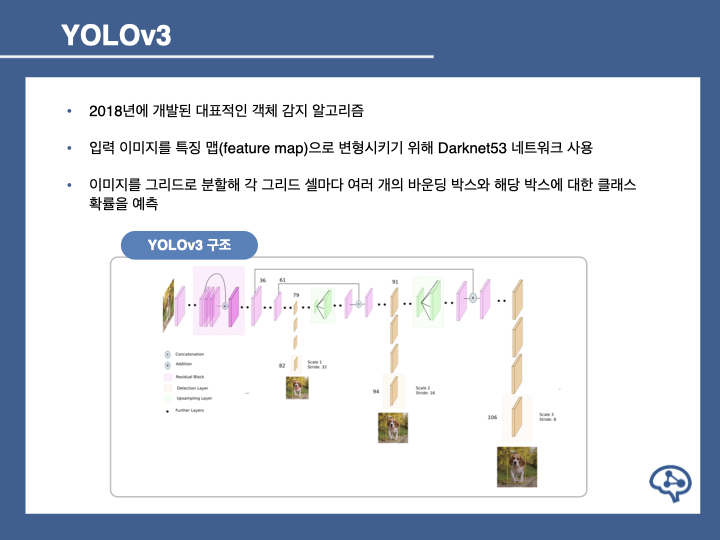 YOLOv3
• 2018년에 개발된 대표적인 객체 감지 알고리즘
• 입력 이미지를 특징 맵(feature map)으로 변형시키기 위해 Darknet53 네트워크 사용
• 이미지를 그리드로 분할해 각 그리드 셀마다 여러 개의 바운딩 박스와 해당 박스에 대한 클래스
확률을 예측
YOLOv3 구조
36
61
79
91
Concatenation
Addition
Residual Block
Detection Layer
Upsampling Layer
Further Layers
...
82
Scale 1
Stride: 32
94
Scale 2
Stride: 16
106
Scale 3
Stride: 8